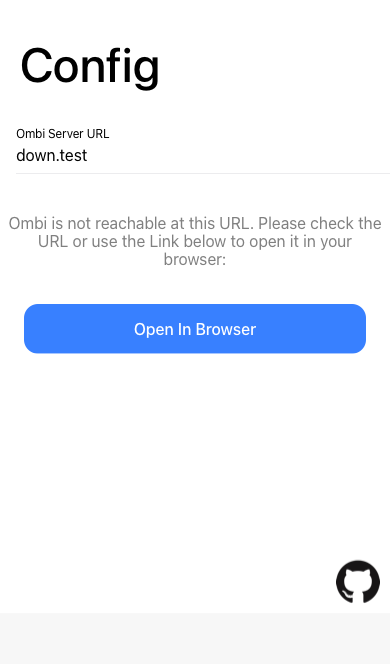 Config
Ombi Server URL
down.test
Ombi is not reachable at this URL. Please check the
URL or use the Link below to open it in your
browser:
Open In Browser